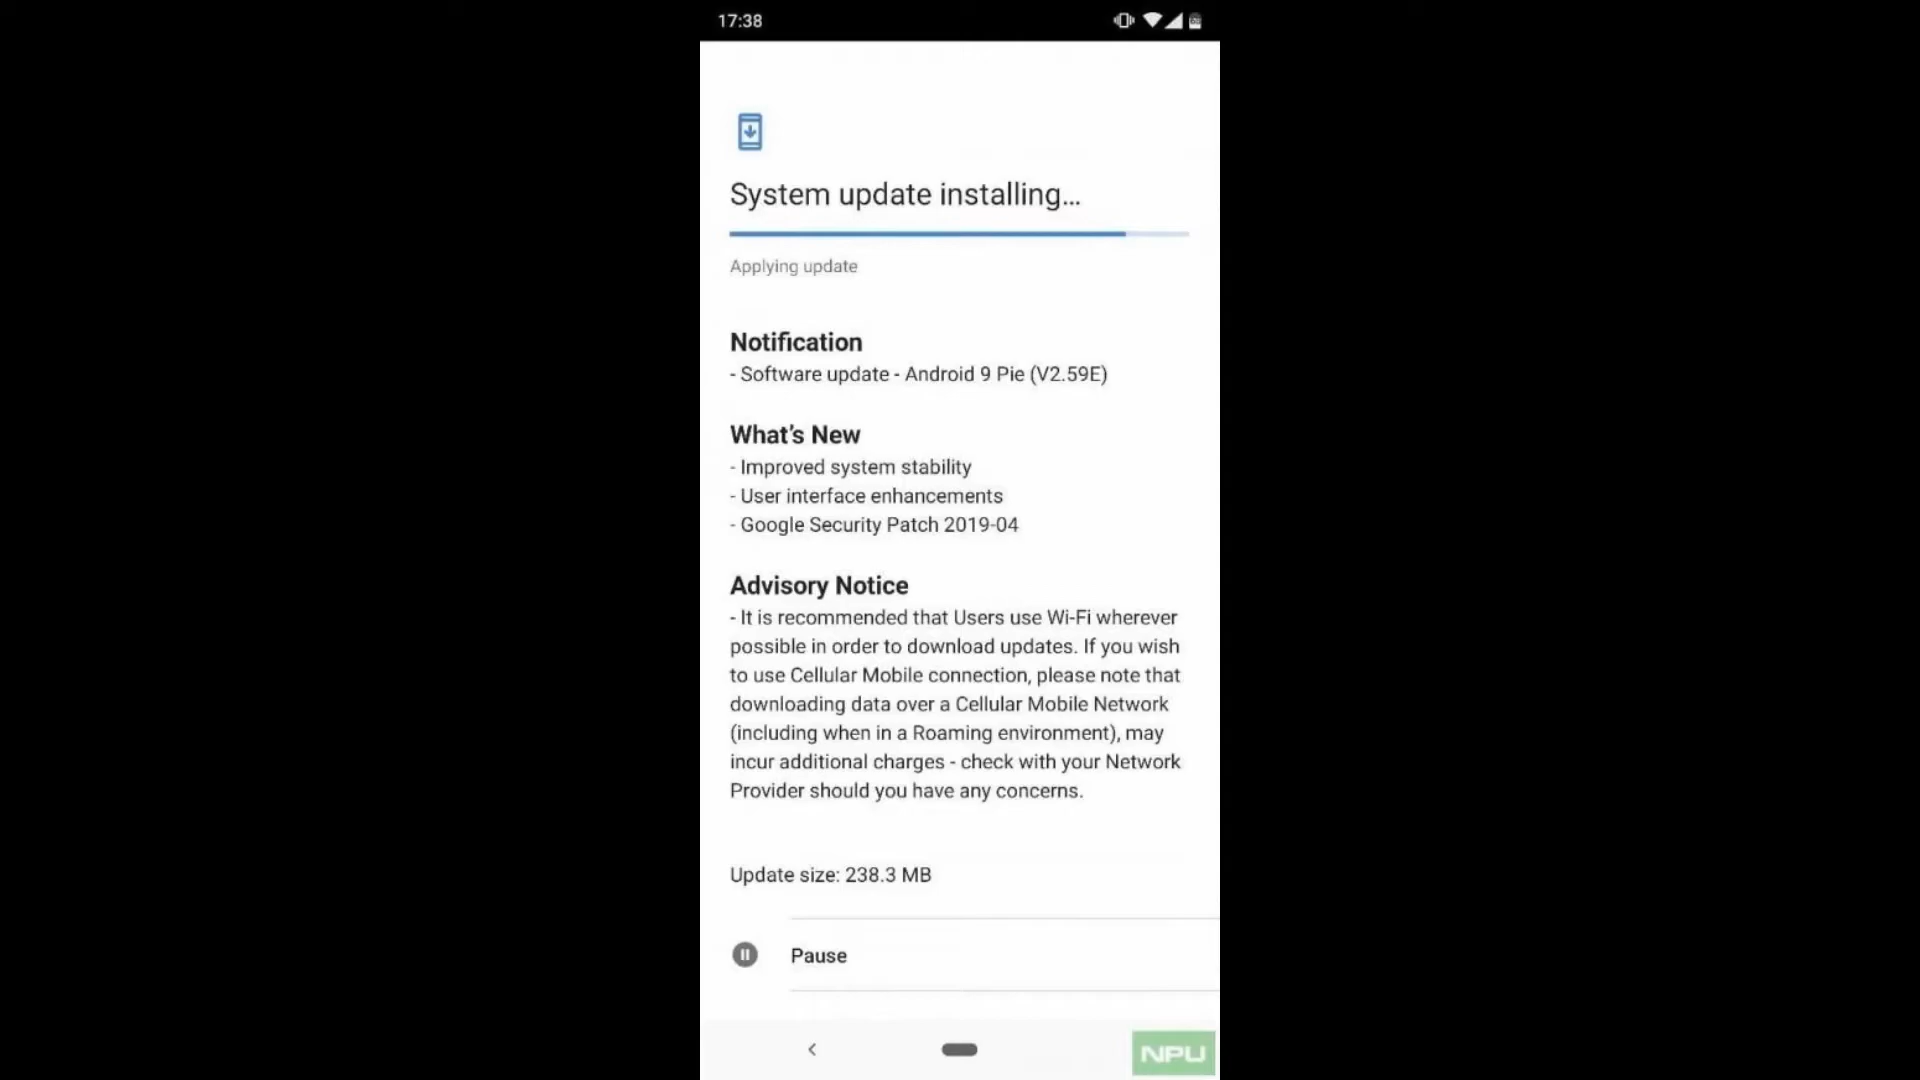 17:38
System update installing...
Applying update
Notification
- Software update - Android 9 Pie (V2.59E)
What's New
- Improved system stability
- User interface enhancements
- Google Security Patch 2019-04
Advisory Notice
- It is recommended that Users use Wi-Fi wherever
possible in order to download updates. If you wish
to use Cellular Mobile connection, please note that
downloading data over a Cellular Mobile Network
(including when in a Roaming environment), may
incur additional charges - check with your Network
Provider should you have any concerns.
Update size: 238.3 MB
Pause
NPU